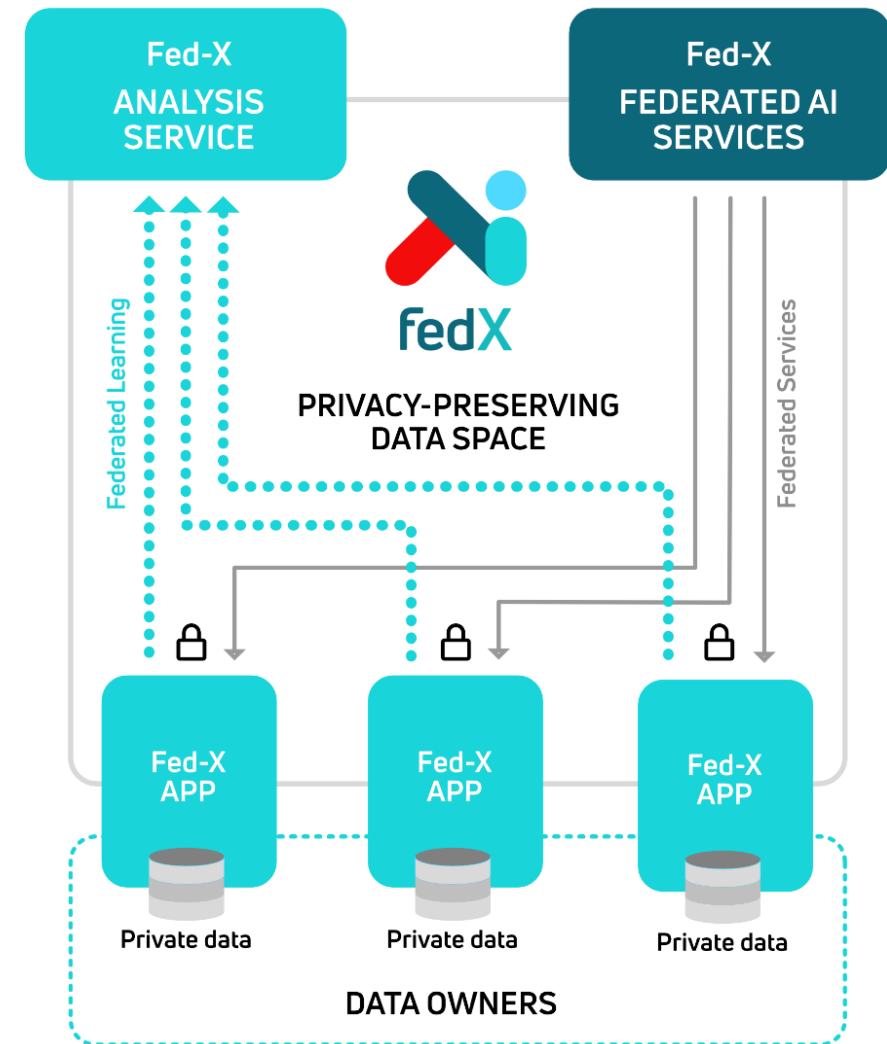 Fed-X
ANALYSIS
SERVICE
Fed-X
FEDERATED AI
SERVICES
fedX
PRIVACY-PRESERVING
DATA SPACE
Federated Learning
Federated Services
Fed-X
APP
Fed-X
APP
Fed-X
APP
Private data
Private data
Private data
DATA OWNERS